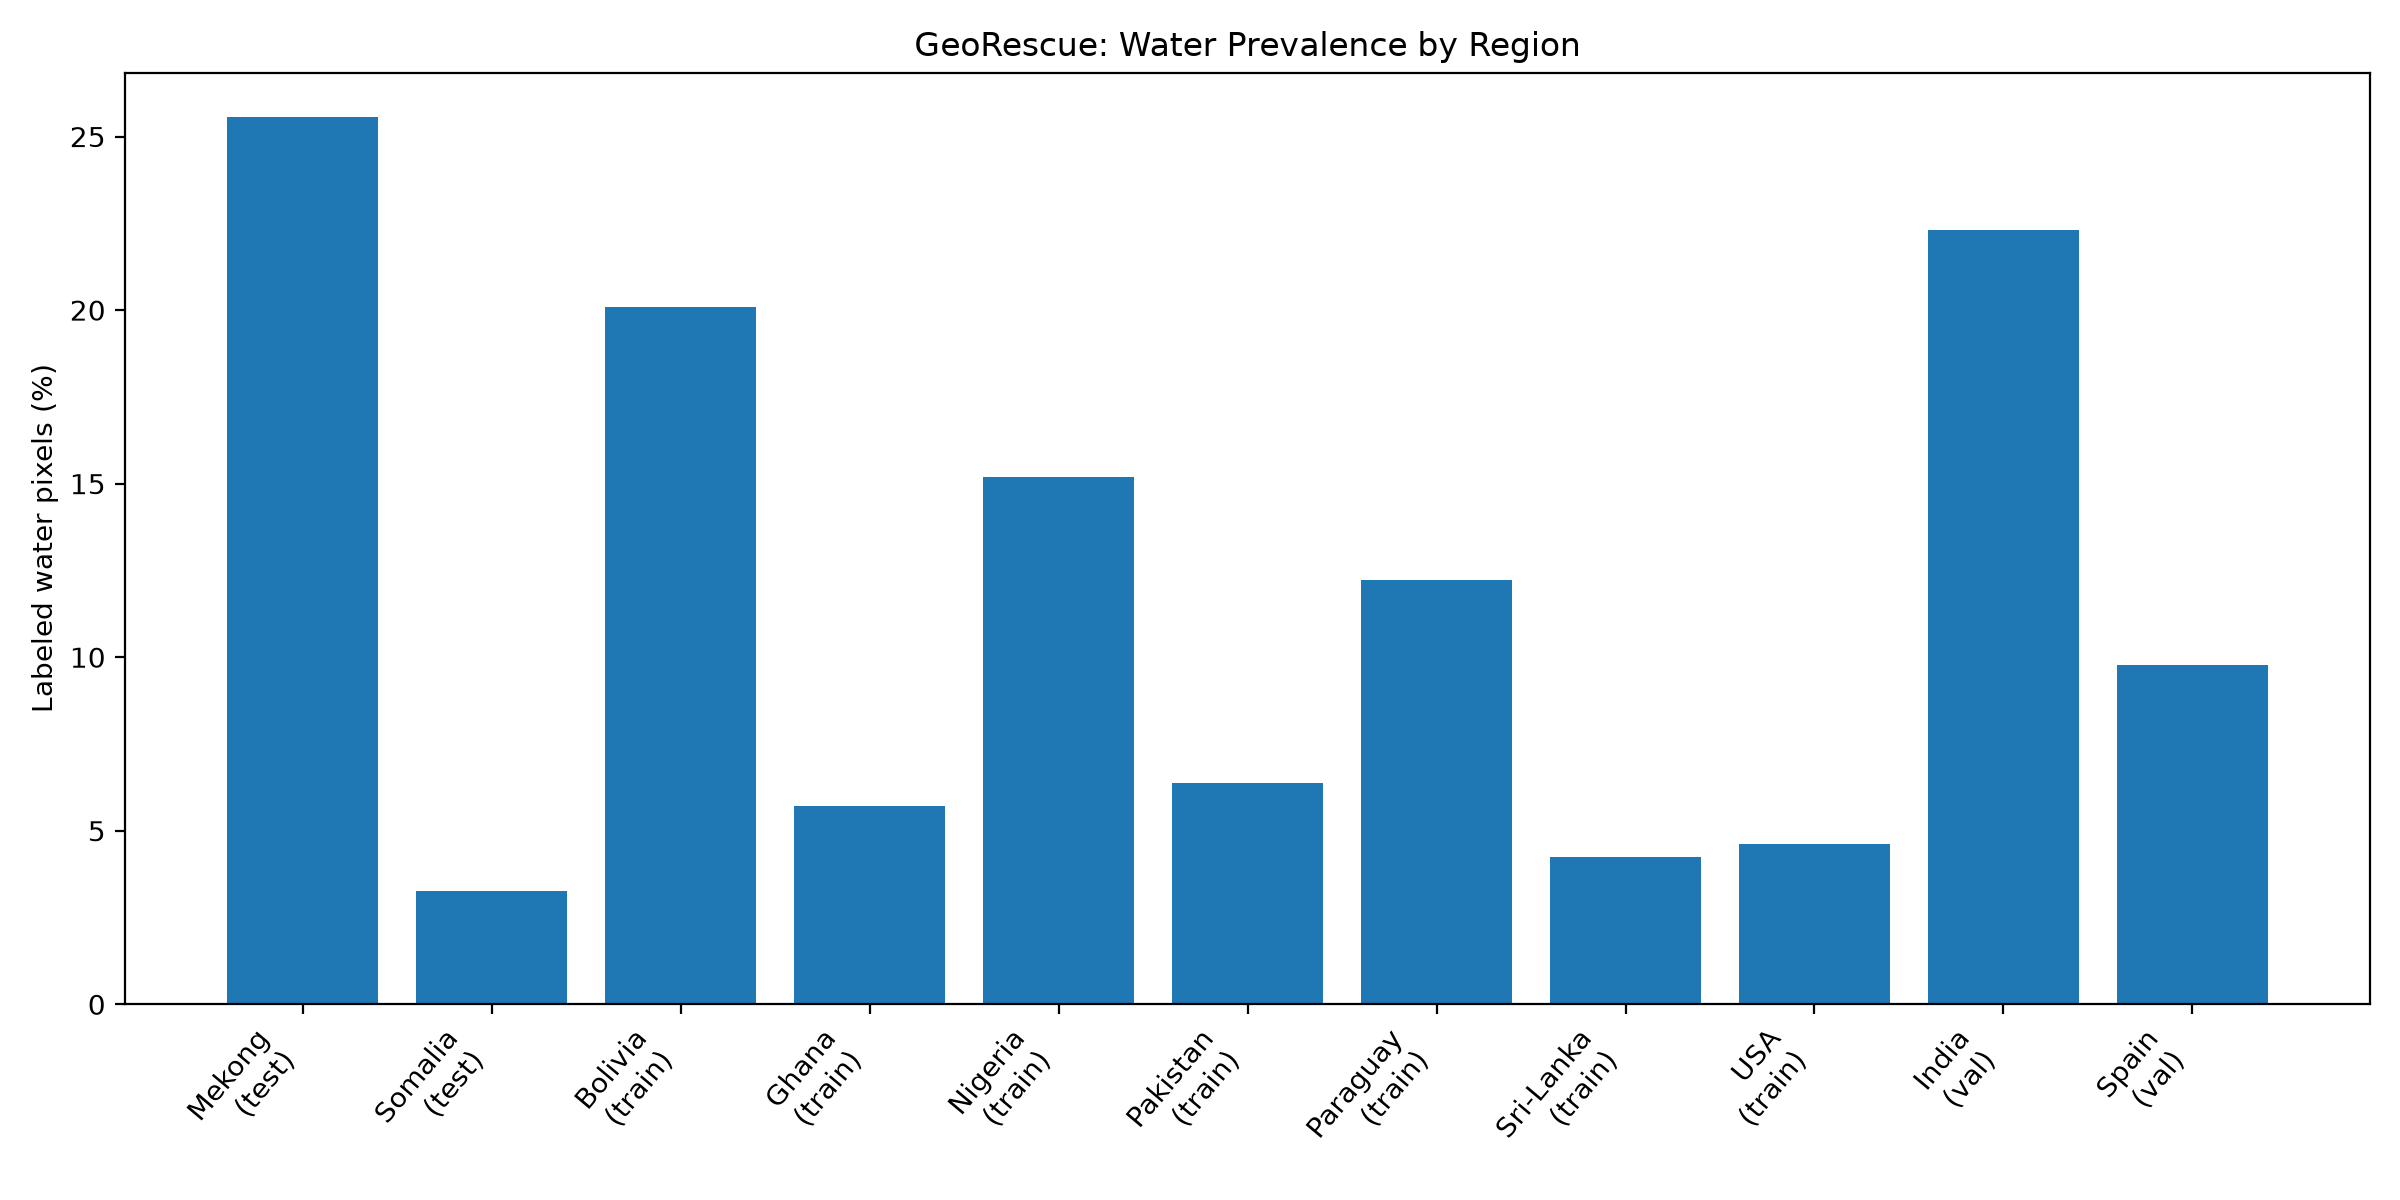 GeoRescue: Water Prevalence by Region
Labeled water pixels (%)
25
20
15
10
5
0
Mekong
(test)
Somalia
(test)
Bolivia
(train)
Ghana
(train)
Nigeria
(train)
Pakistan
(train)
Paraguay
(train)
Sri-Lanka
(train)
USA
(train)
India
(val)
Spain
(val)